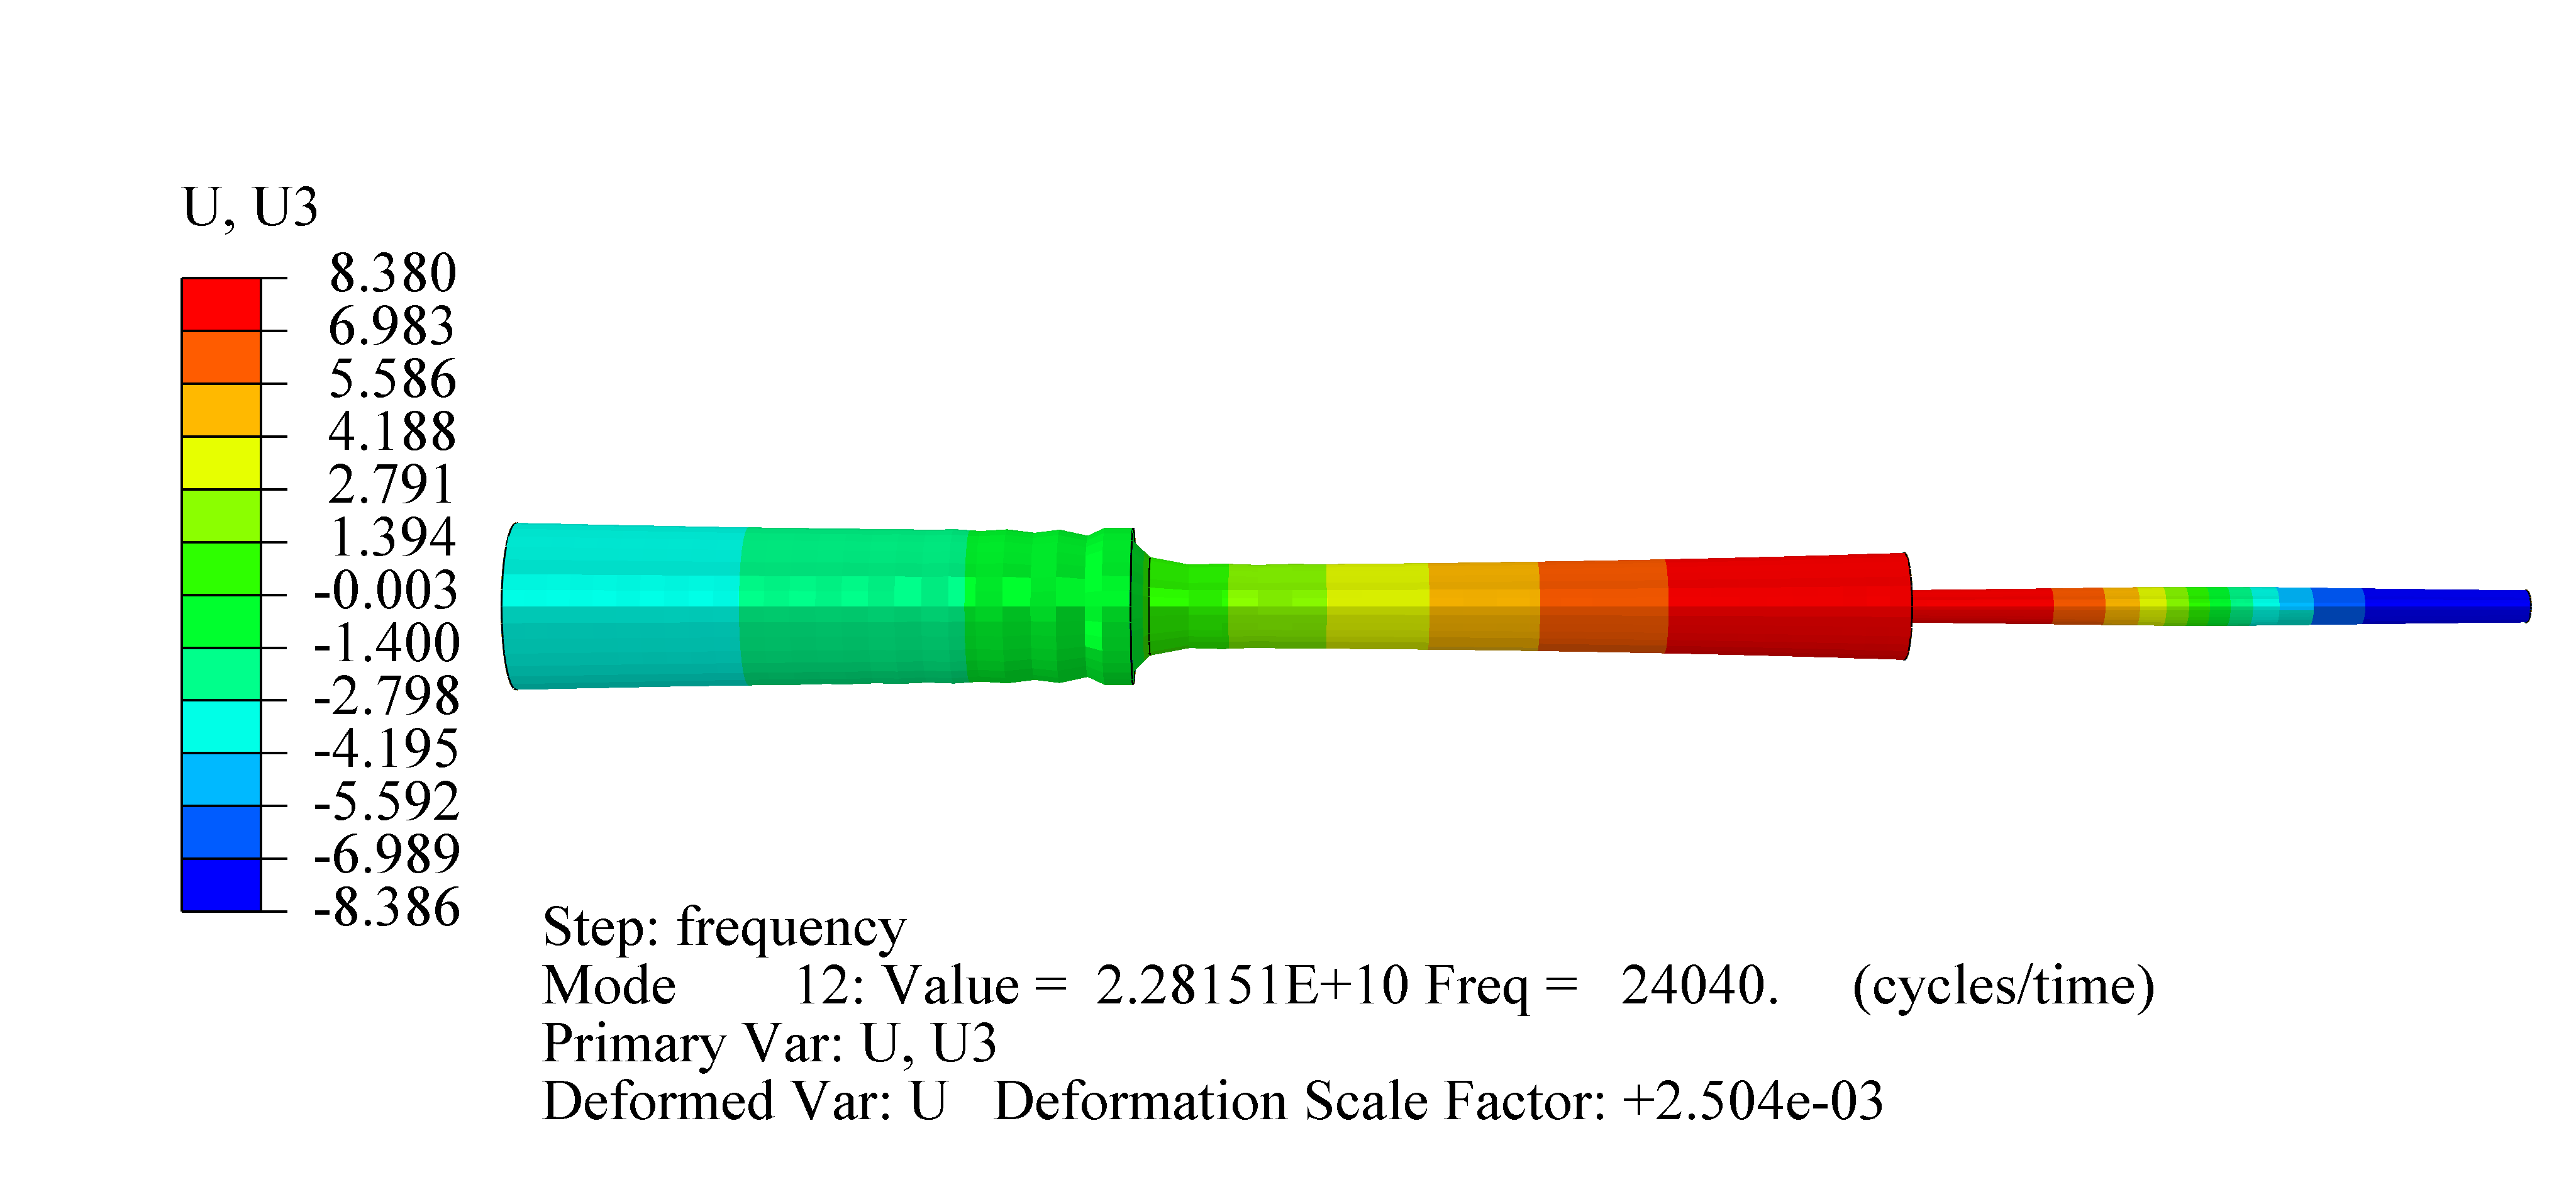 U, U3
8.380
6.983
5.586
4.188
2.791
1.394
-0.003
-1.400
-2.798
-4.195
-5.592
-6.989
-8.386
Step: frequency
Mode 12: Value = 2.28151E+10 Freq = 24040. (cycles/time)
Primary Var: U, U3
Deformed Var: U Deformation Scale Factor: +2.504e-03